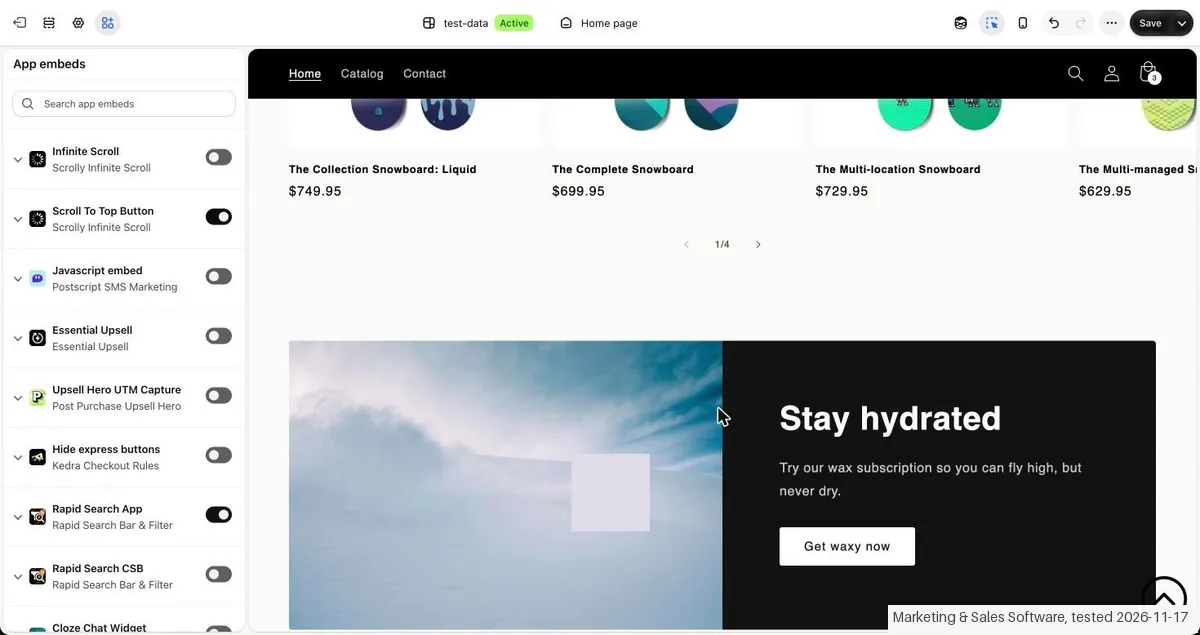 test-data Active
Home page
Save
App embeds
Search app embeds
Infinite Scroll
Scrolly Infinite Scroll
Scroll To Top Button
Scrolly Infinite Scroll
Javascript embed
Postscript SMS Marketing
Essential Upsell
Essential Upsell
Upsell Hero UTM Capture
Post Purchase Upsell Hero
Hide express buttons
Kedra Checkout Rules
Rapid Search App
Rapid Search Bar & Filter
Rapid Search CSB
Rapid Search Bar & Filter
Cloze Chat Widget
Home Catalog Contact
3
The Collection Snowboard: Liquid
$749.95
The Complete Snowboard
$699.95
The Multi-location Snowboard
$729.95
The Multi-managed
$629.95
1/4
Stay hydrated
Try our wax subscription so you can fly high, but
never dry.
Get waxy now
Marketing & Sales Software, tested 2026-11-17